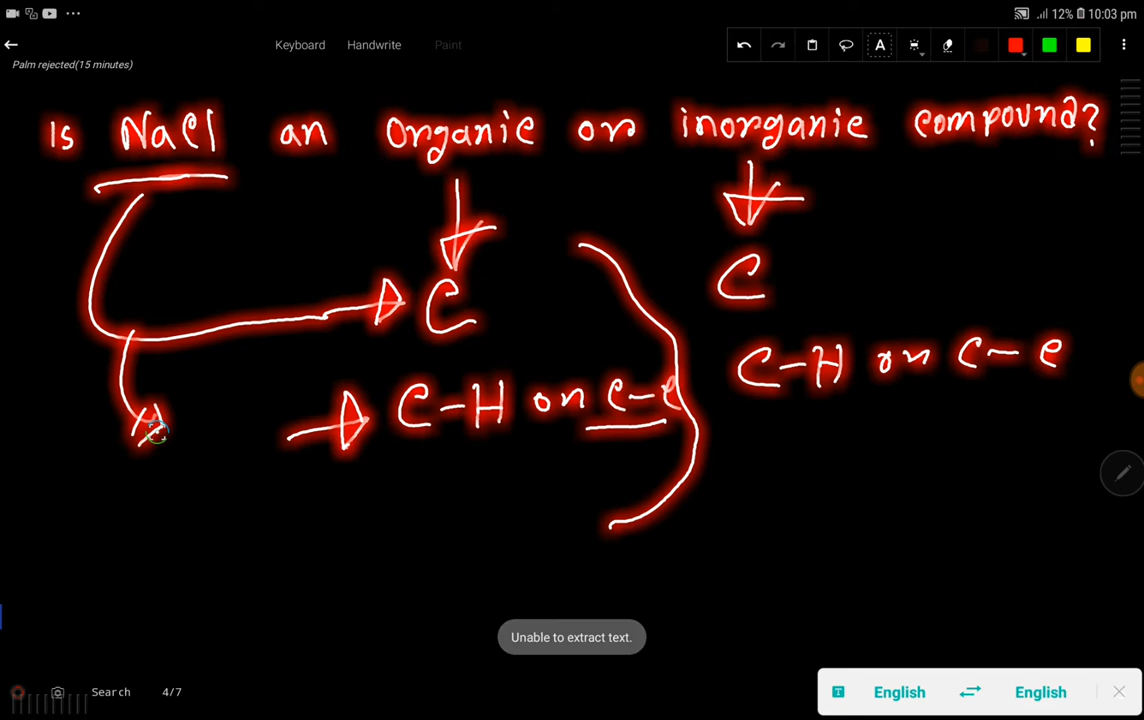 12% 10:03 pm
Keyboard Handwrite Paint
Palm rejected(15 minutes)
A
Is NaCl an Organic or inorganic compound?
C
C
C-H or C-C
C-H or C-C
Unable to extract text.
Search 4/7
T English English